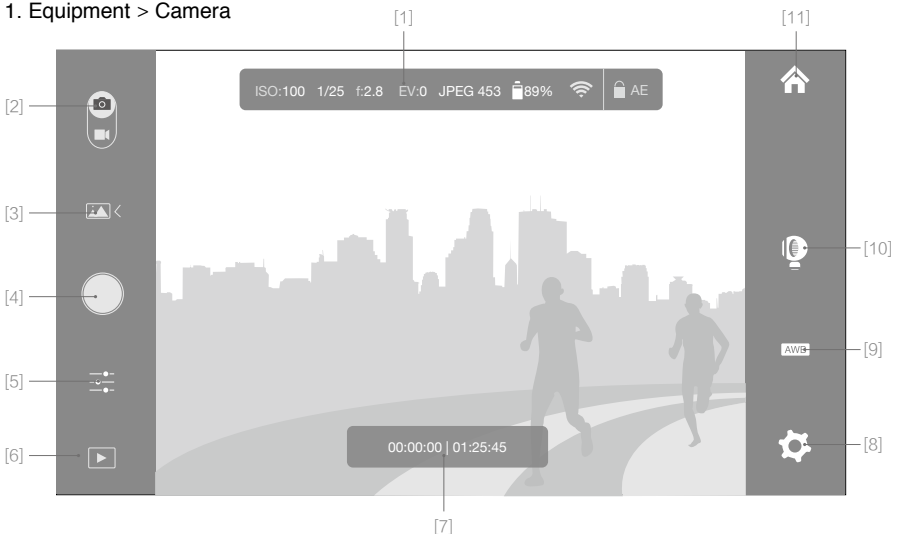 1. Equipment > Camera
[1]
[11]
ISO:100 1/25 f:2.8 EV:0 JPEG 453 89% AE
[2]
[3]
[10]
[4]
AWB
[9]
[5]
00:00:00 | 01:25:45
[8]
[6]
[7]